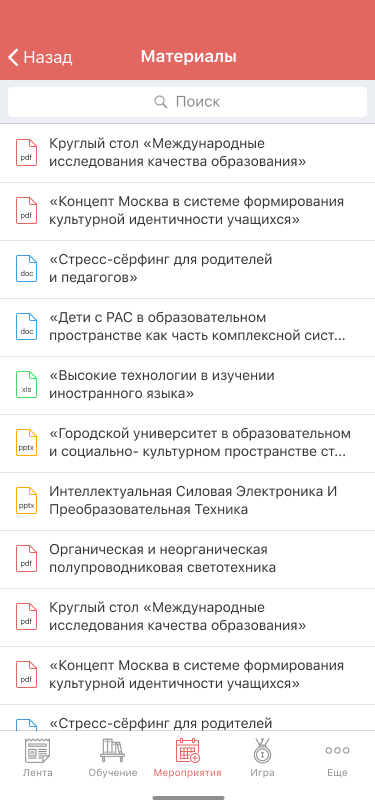 Назад
Материалы
Поиск
pdf
Круглый стол «Международные
исследования качества образования»
pdf
«Концепт Москва в системе формирования
культурной идентичности учащихся»
doc
«Стресс-сёрфинг для родителей
и педагогов»
doc
«Дети с РАС в образовательном
пространстве как часть комплексной сист...
xls
«Высокие технологии в изучении
иностранного языка»
pptx
«Городской университет в образовательном
и социально- культурном пространстве ст...
pptx
Интеллектуальная Силовая Электроника И
Преобразовательная Техника
pdf
Органическая и неорганическая
полупроводниковая светотехника
pdf
Круглый стол «Международные
исследования качества образования»
pdf
«Концепт Москва в системе формирования
культурной идентичности учащихся»
«Стресс-сёрфинг для родителей
Лента
Обучение
Мероприятия
Игра
Еще